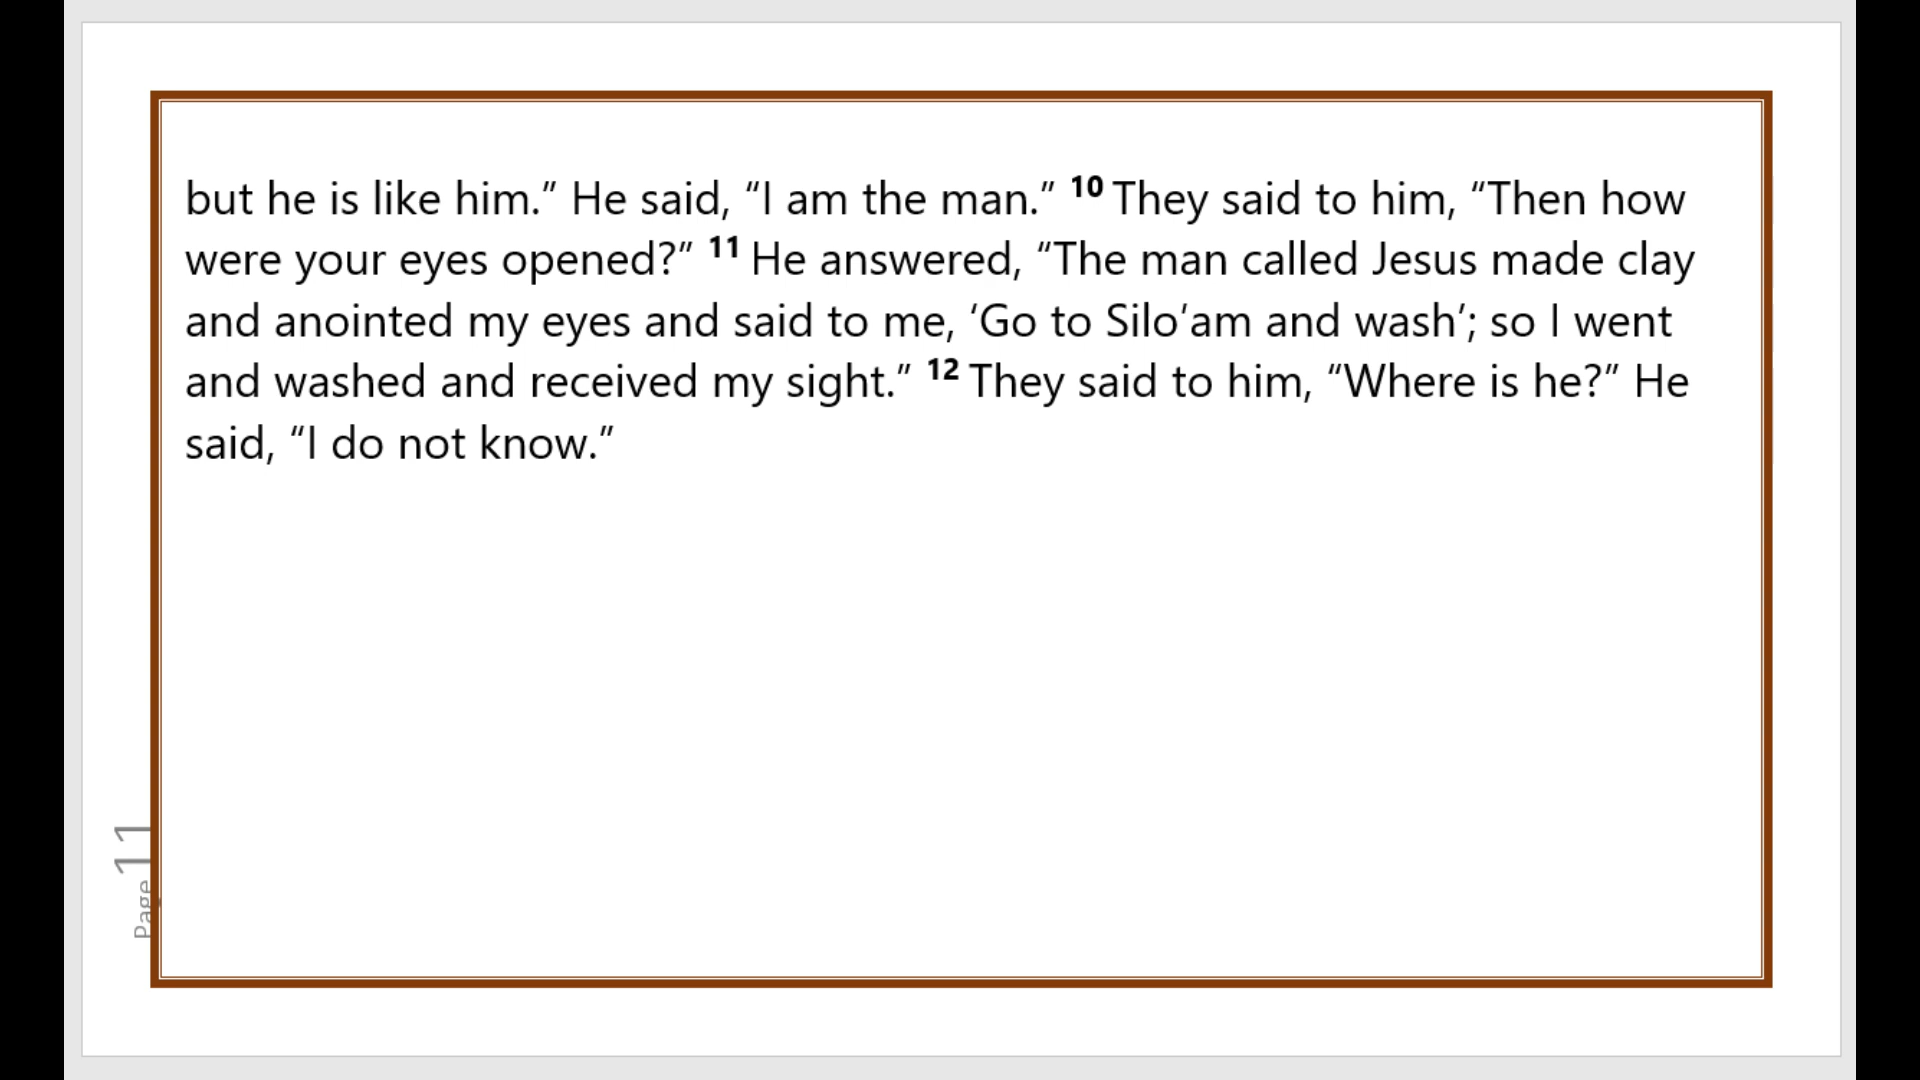 but he is like him.” He said, “I am the man.” 10 They said to him, “Then how
were your eyes opened?” 11 He answered, “The man called Jesus made clay
and anointed my eyes and said to me, ‘Go to Silo′am and wash’; so I went
and washed and received my sight.” 12 They said to him, “Where is he?” He
said, “I do not know.”
Page 11